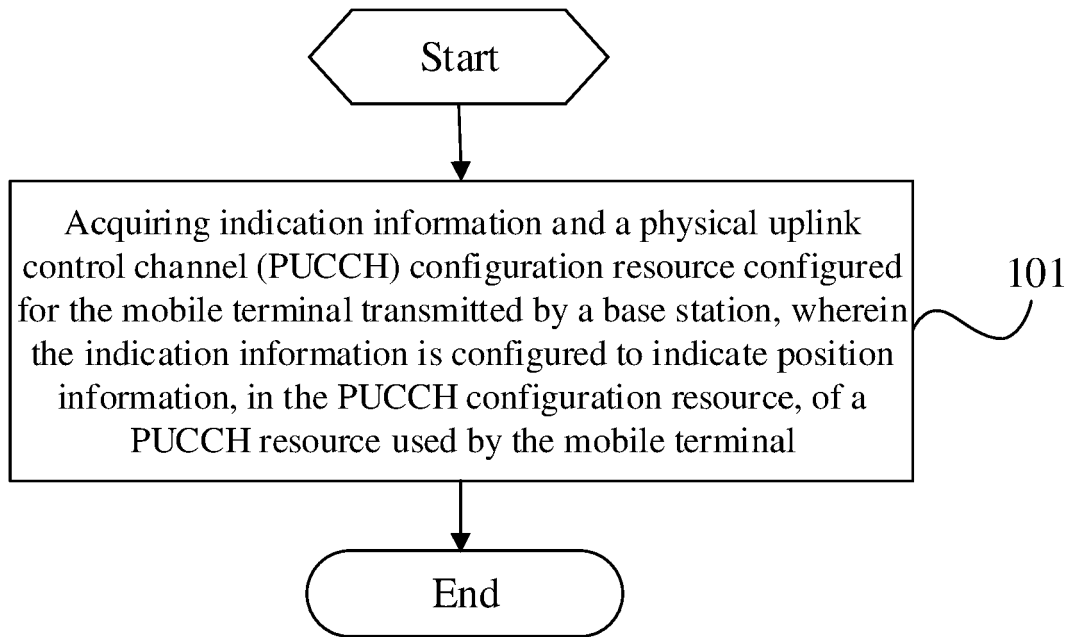 Start
Acquiring indication information and a physical uplink
control channel (PUCCH) configuration resource configured
for the mobile terminal transmitted by a base station, wherein
the indication information is configured to indicate position
information, in the PUCCH configuration resource, of a
PUCCH resource used by the mobile terminal
101
End